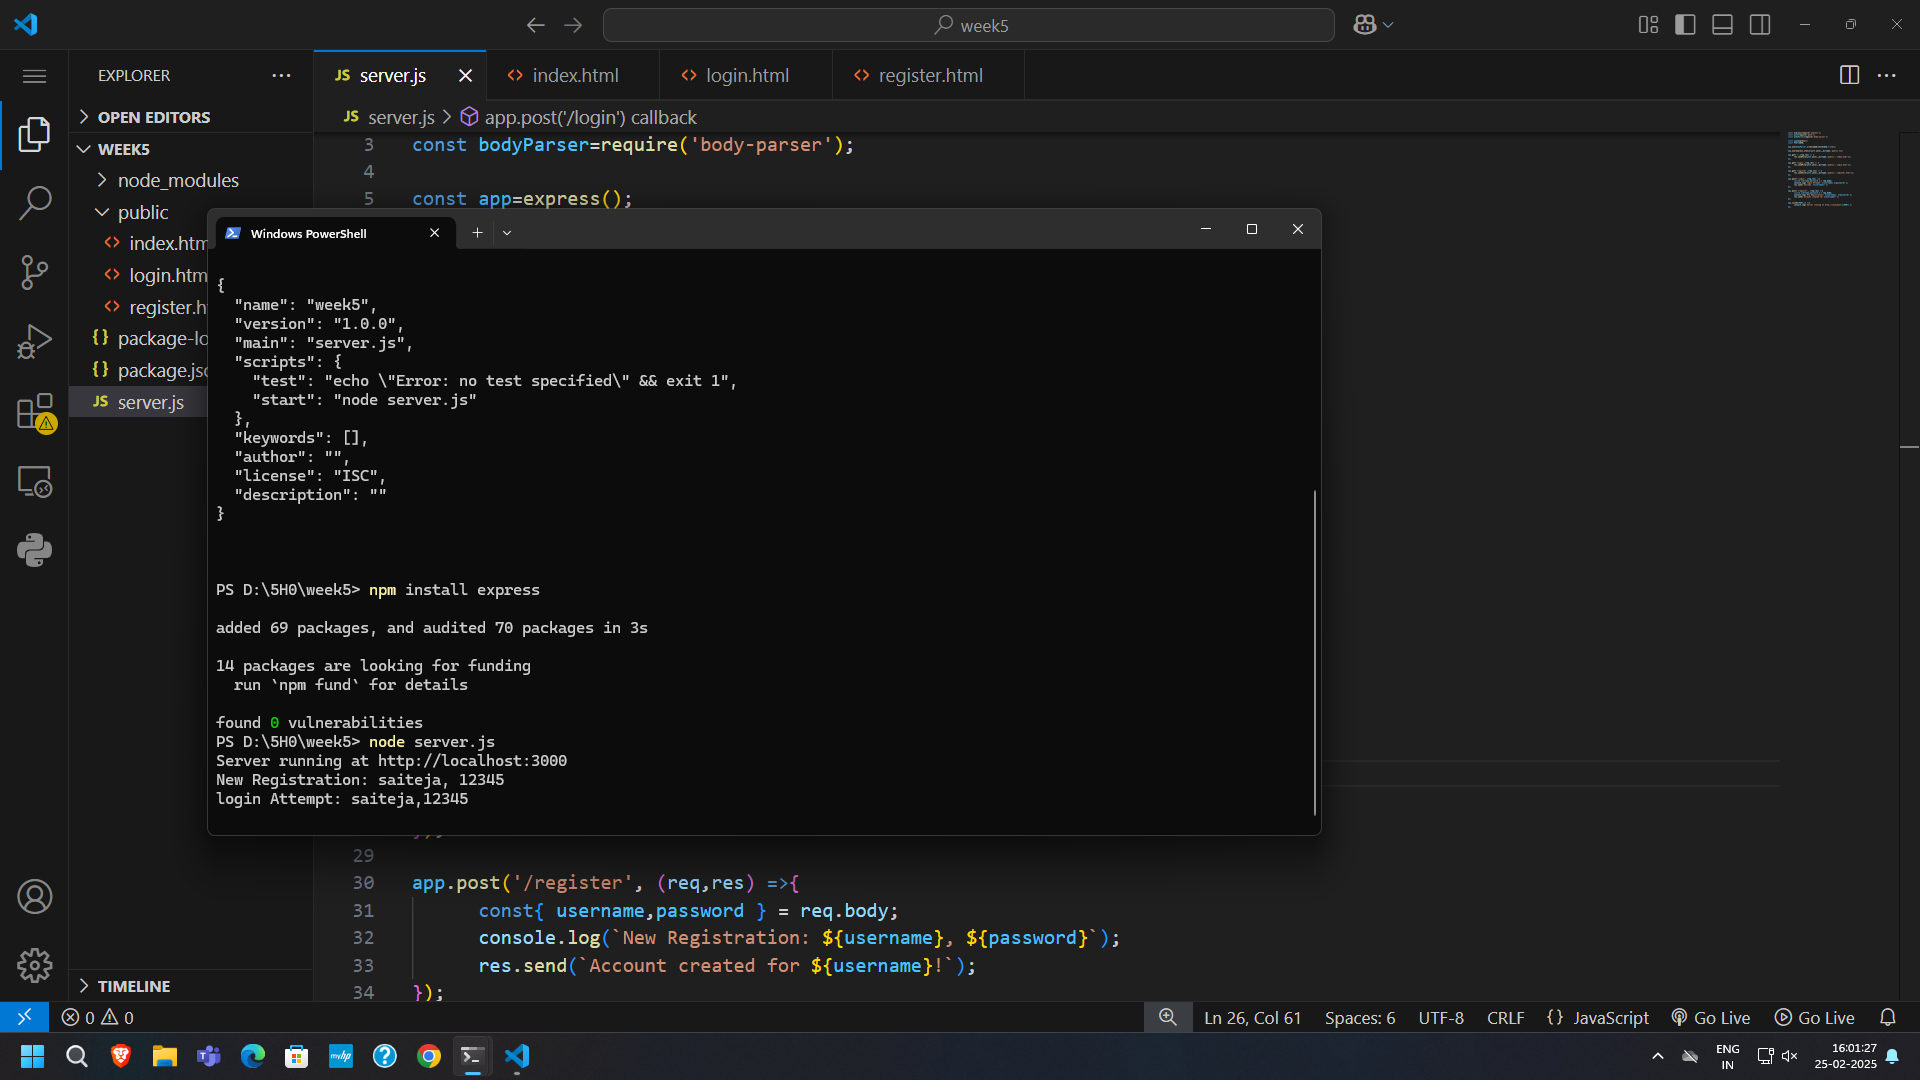 week5
EXPLORER
OPEN EDITORS
WEEK5
node_modules
public
index.htm
login.htm
register.h
package-lo
package.js
JS server.js
TIMELINE
JS server.js
index.html
login.html
register.html
JS server.js > app.post('/login') callback
3 const bodyParser=require('body-parser');
4
5 const app=express();
Windows PowerShell
{
"name": "week5",
"version": "1.0.0",
"main": "server.js",
"scripts": {
"test": "echo \"Error: no test specified\" && exit 1",
"start": "node server.js"
},
"keywords": [],
"author": "",
"license": "ISC",
"description": ""
}
PS D:\5H0\week5> npm install express
added 69 packages, and audited 70 packages in 3s
14 packages are looking for funding
run `npm fund` for details
found 0 vulnerabilities
PS D:\5H0\week5> node server.js
Server running at http://localhost:3000
New Registration: saiteja, 12345
login Attempt: saiteja,12345
29
30 app.post('/register', (req,res) =>{
31 const{ username,password } = req.body;
32 console.log(`New Registration: ${username}, ${password}`);
33 res.send(`Account created for ${username}!`);
34 });
0 0
Ln 26, Col 61 Spaces: 6 UTF-8 CRLF {} JavaScript Go Live Go Live
myhp
ENG
IN
16:01:27
25-02-2025